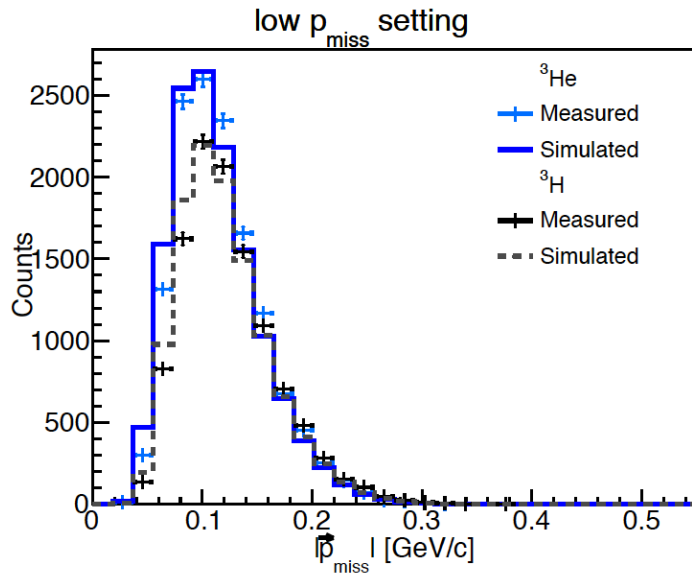 low p_miss setting
³He
Measured
Simulated
³H
Measured
Simulated
Counts
2500
2000
1500
1000
500
0
0 0.1 0.2 0.3 0.4 0.5
|p⃗_miss| [GeV/c]